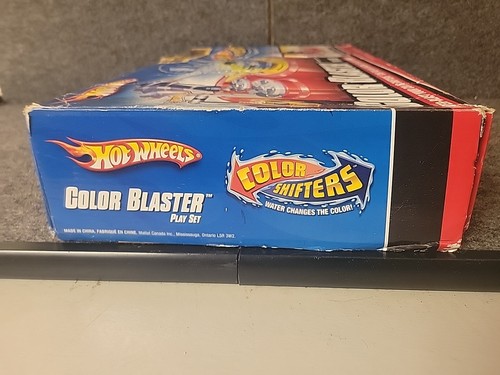 HOT WHEELS
COLOR BLASTER™
PLAY SET
MADE IN CHINA. FABRIQUÉ EN CHINE. Mattel Canada Inc., Mississauga, Ontario L5R 3W2.
COLOR
SHIFTERS
WATER CHANGES THE COLOR!